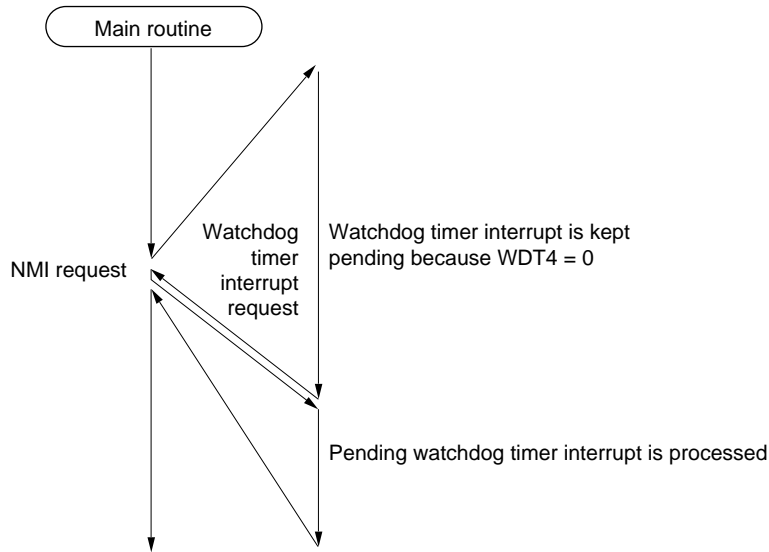 Main routine
Watchdog
timer
interrupt
request
Watchdog timer interrupt is kept
pending because WDT4 = 0
NMI request
Pending watchdog timer interrupt is processed